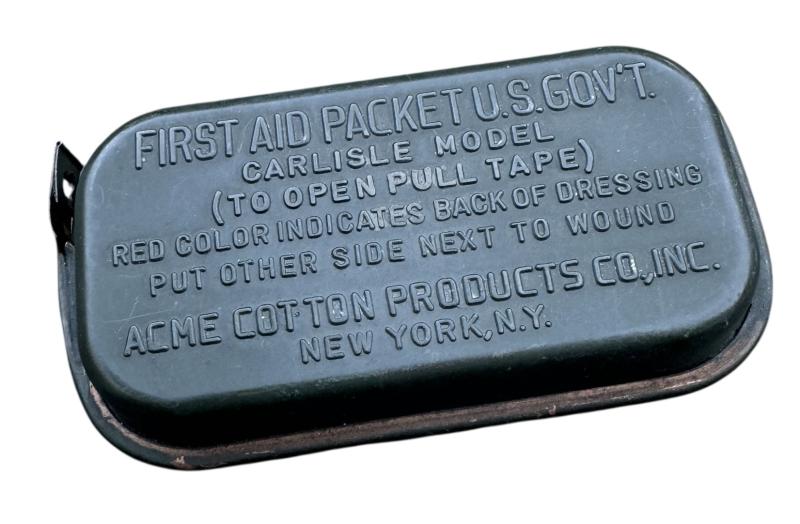 FIRST AID PACKET U.S. GOV'T.
CARLISLE MODEL
(TO OPEN PULL TAPE)
RED COLOR INDICATES BACK OF DRESSING
PUT OTHER SIDE NEXT TO WOUND
ACME COTTON PRODUCTS CO., INC.
NEW YORK, N.Y.